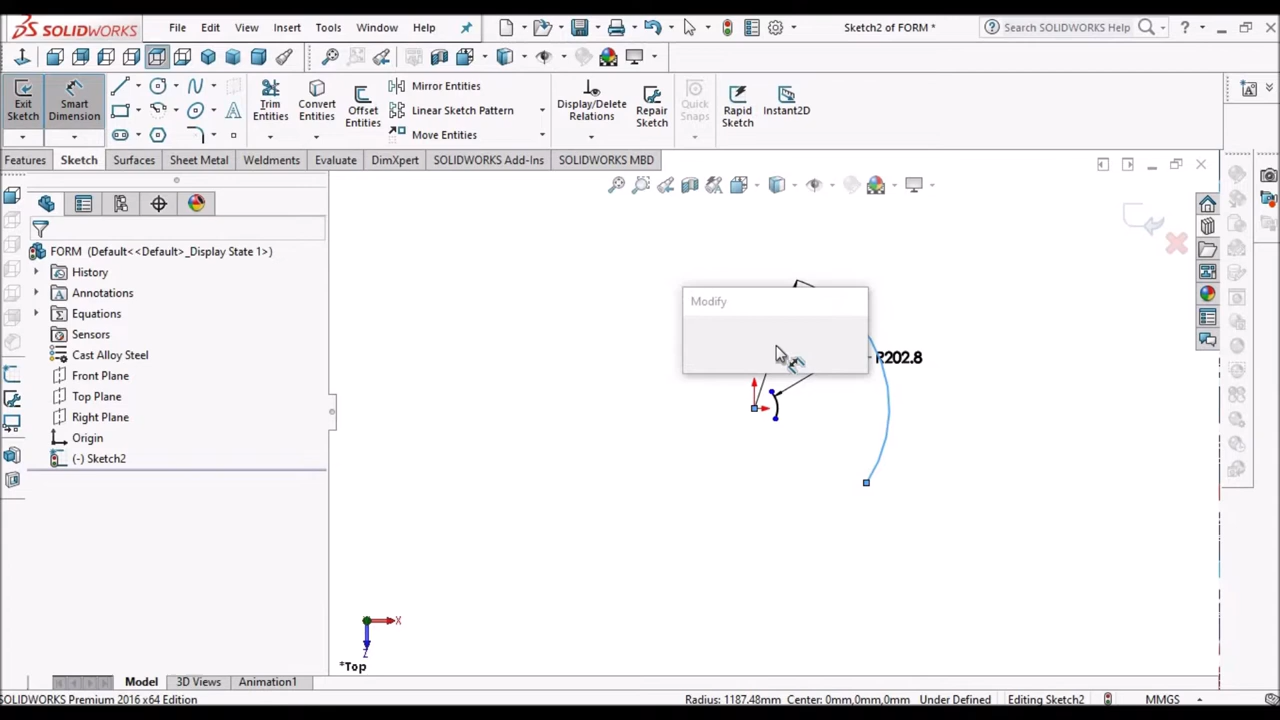 SOLIDWORKS File Edit View Insert Tools Window Help Sketch2 of FORM * Search SOLIDWORKS Help ?
Exit Sketch
Smart Dimension
Trim Entities
Convert Entities
Offset Entities
Mirror Entities
Linear Sketch Pattern
Move Entities
Display/Delete Relations
Repair Sketch
Quick Snaps
Rapid Sketch
Instant2D
Features Sketch Surfaces Sheet Metal Weldments Evaluate DimXpert SOLIDWORKS Add-Ins SOLIDWORKS MBD
FORM (Default<<Default>_Display State 1>)
History
Annotations
Equations
Sensors
Cast Alloy Steel
Front Plane
Top Plane
Right Plane
Origin
(-) Sketch2
Modify
R202.8
X
Z
*Top
Model 3D Views Animation1
SOLIDWORKS Premium 2016 x64 Edition Radius: 1187.48mm Center: 0mm,0mm,0mm Under Defined Editing Sketch2 MMGS